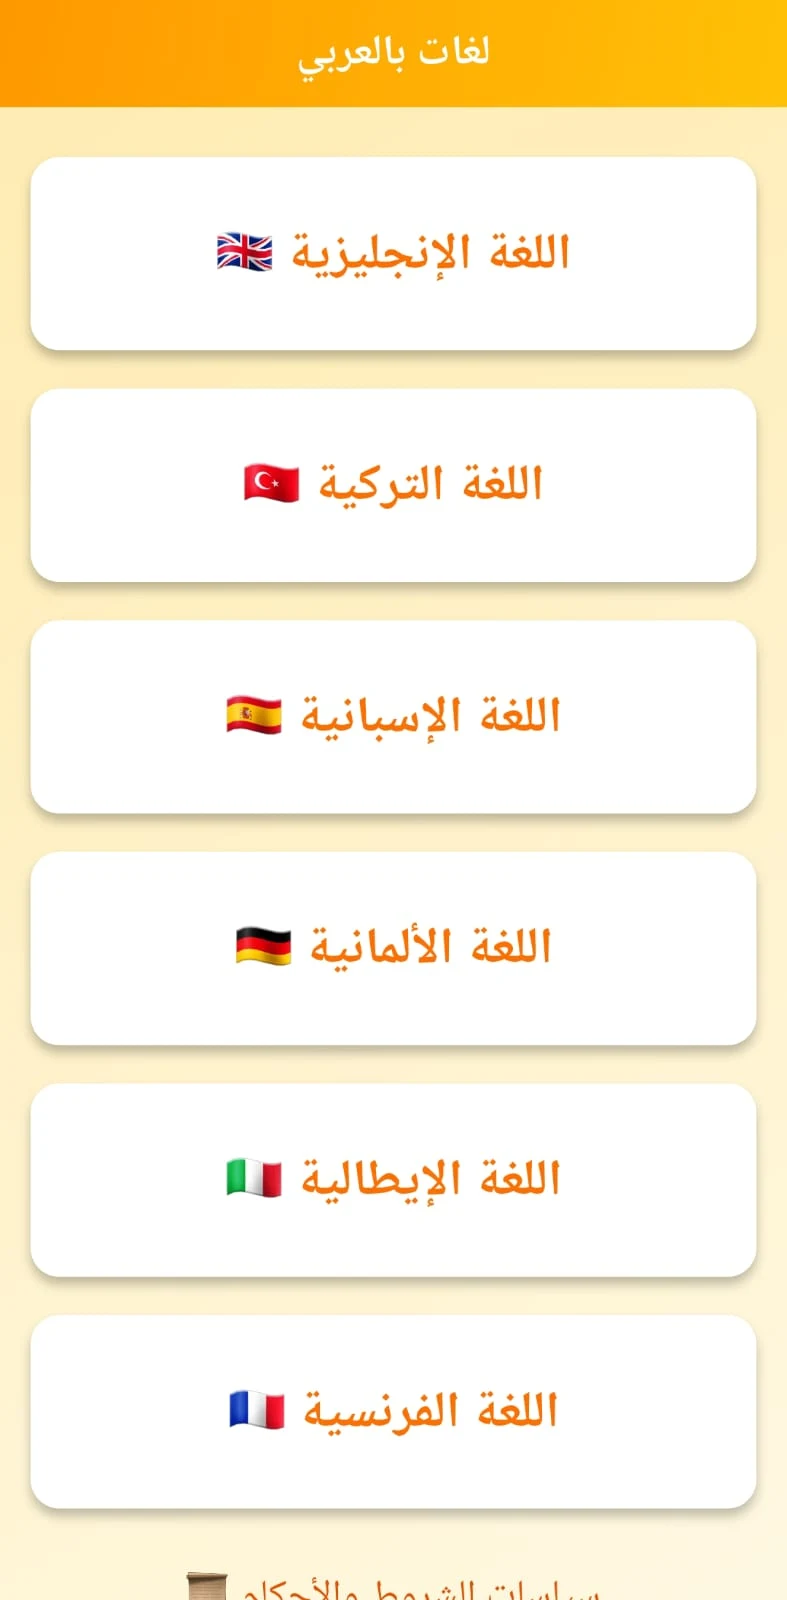 لغات بالعربي
اللغة الإنجليزية 🇬🇧
اللغة التركية 🇹🇷
اللغة الإسبانية 🇪🇸
اللغة الألمانية 🇩🇪
اللغة الإيطالية 🇮🇹
اللغة الفرنسية 🇫🇷
سياسات الشروط والأحكام 📜